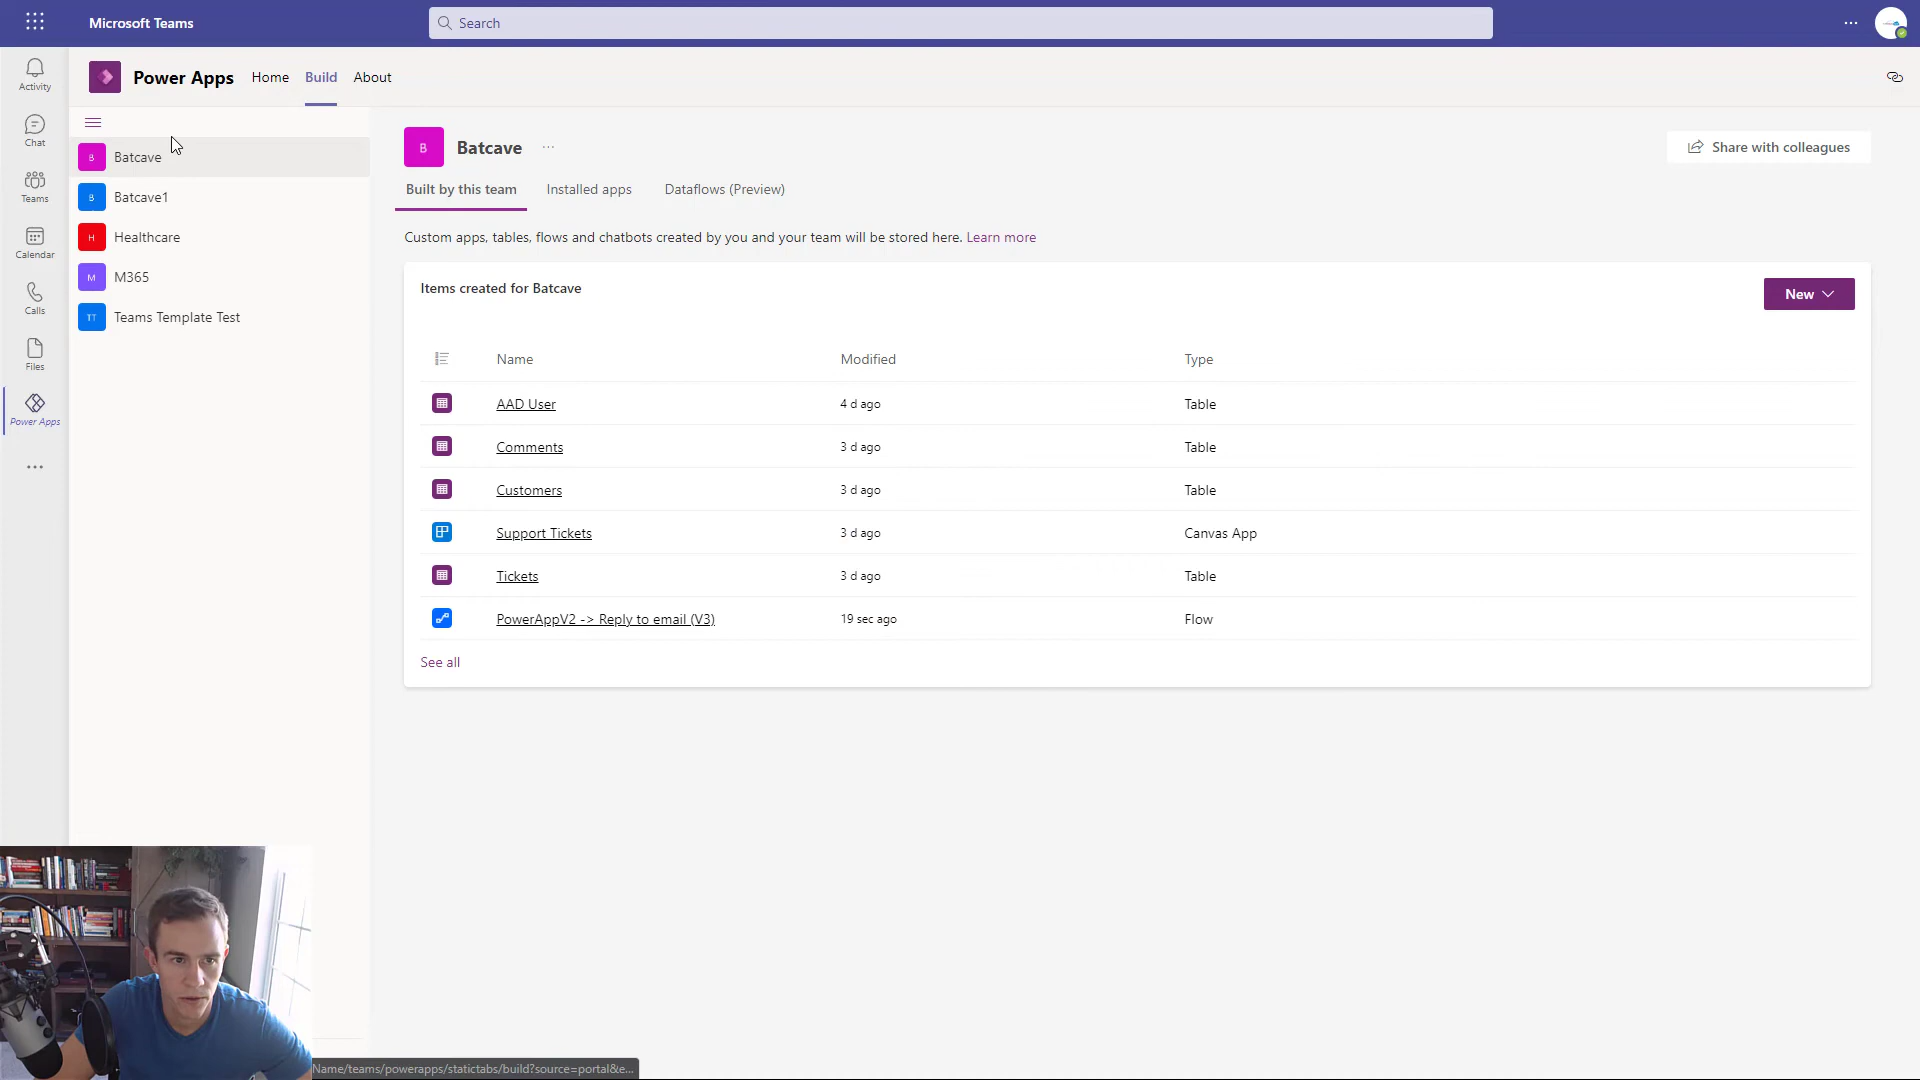 Microsoft Teams
Search
Activity
Chat
Teams
Calendar
Calls
Files
Power Apps
Power Apps
Home
Build
About
B
Batcave
B
Batcave1
H
Healthcare
M
M365
TT
Teams Template Test
B
Batcave
Share with colleagues
Built by this team
Installed apps
Dataflows (Preview)
Custom apps, tables, flows and chatbots created by you and your team will be stored here. Learn more
Items created for Batcave
New
Name
Modified
Type
AAD User
4 d ago
Table
Comments
3 d ago
Table
Customers
3 d ago
Table
Support Tickets
3 d ago
Canvas App
Tickets
3 d ago
Table
PowerAppV2 -> Reply to email (V3)
19 sec ago
Flow
See all
Name/teams/powerapps/statictabs/build?source=portal&e...